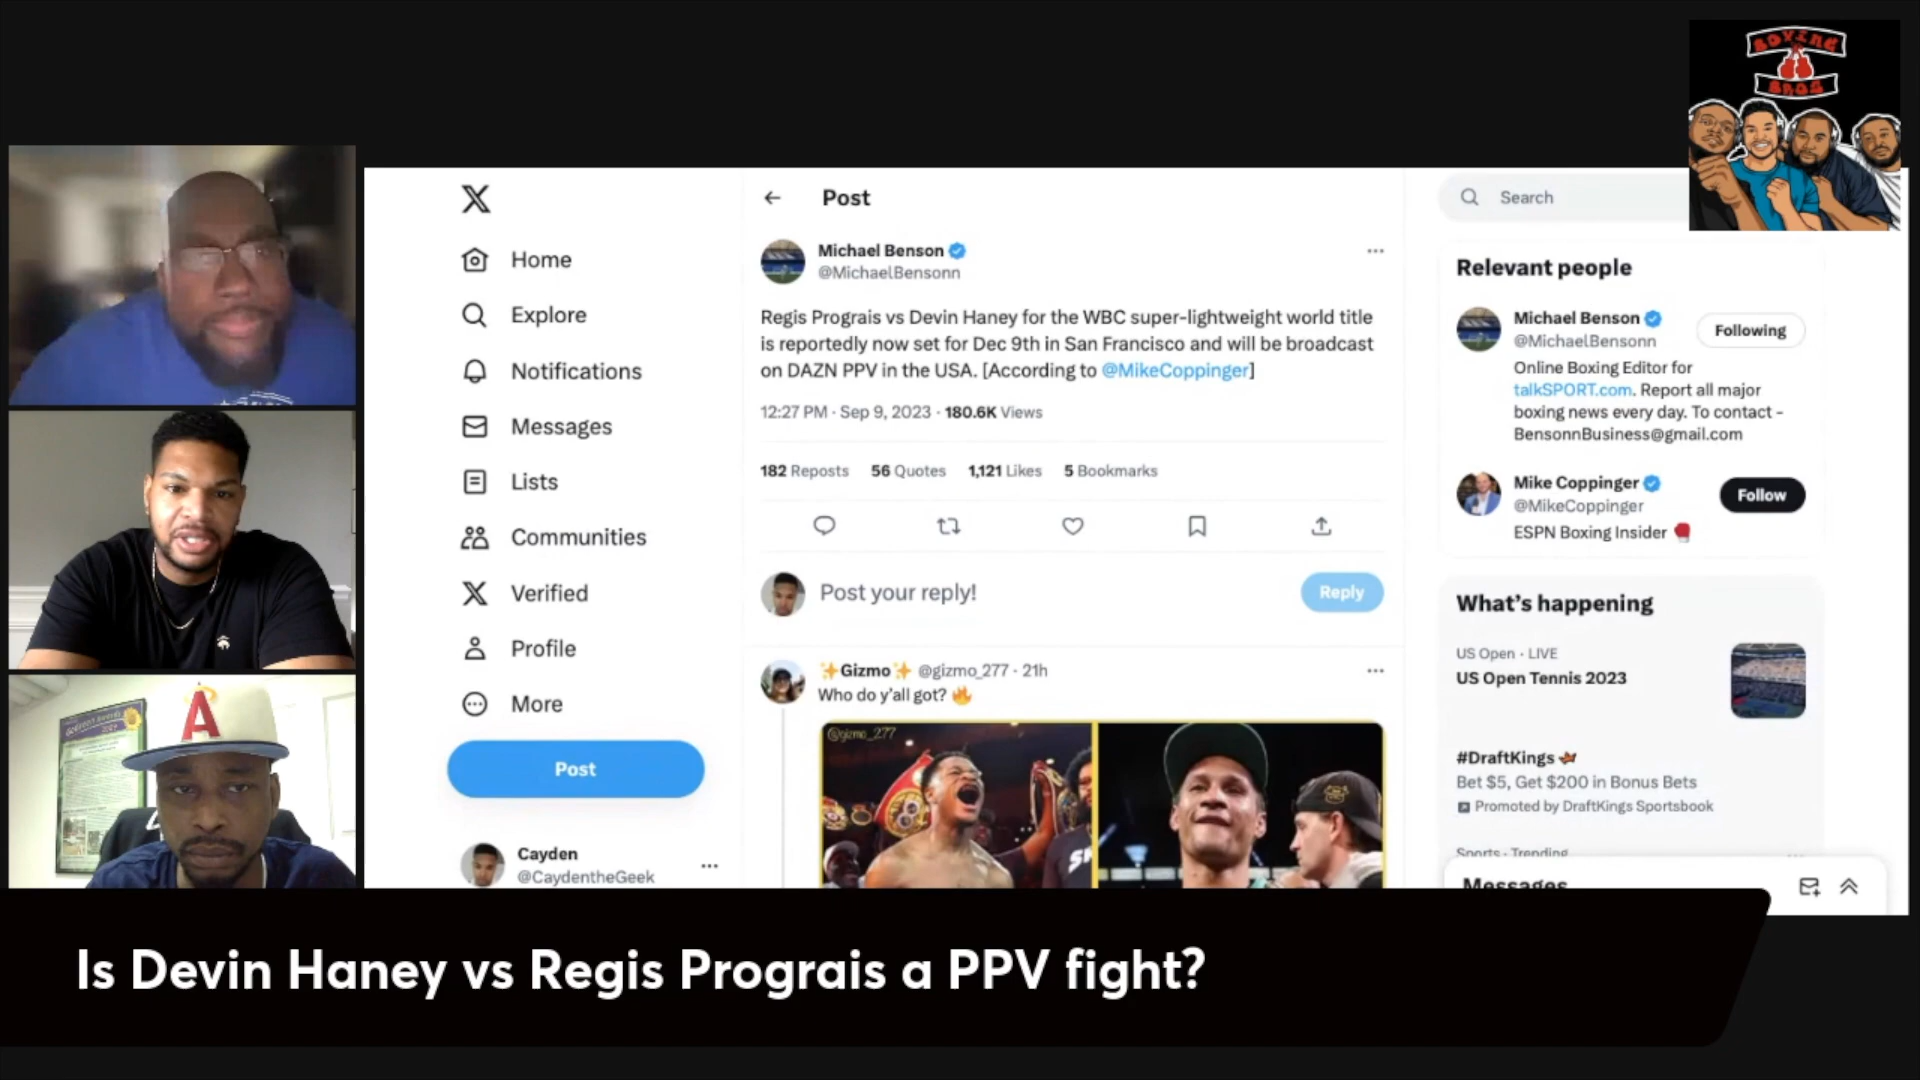 BOXING
BROS
Home
Explore
Notifications
Messages
Lists
Communities
Verified
Profile
More
Post
Cayden
@CaydentheGeek
Post
Michael Benson
@MichaelBensonn
Regis Prograis vs Devin Haney for the WBC super-lightweight world title
is reportedly now set for Dec 9th in San Francisco and will be broadcast
on DAZN PPV in the USA. [According to @MikeCoppinger]
12:27 PM · Sep 9, 2023 · 180.6K Views
182 Reposts 56 Quotes 1,121 Likes 5 Bookmarks
Post your reply!
Reply
✨Gizmo✨ @gizmo_277 · 21h
Who do y'all got? 🔥
@gizmo_277
Search
Relevant people
Michael Benson
@MichaelBensonn
Following
Online Boxing Editor for
talkSPORT.com. Report all major
boxing news every day. To contact -
BensonnBusiness@gmail.com
Mike Coppinger
@MikeCoppinger
Follow
ESPN Boxing Insider 🥊
What's happening
US Open · LIVE
US Open Tennis 2023
#DraftKings
Bet $5, Get $200 in Bonus Bets
Promoted by DraftKings Sportsbook
Sports · Trending
Messages
A
Is Devin Haney vs Regis Prograis a PPV fight?